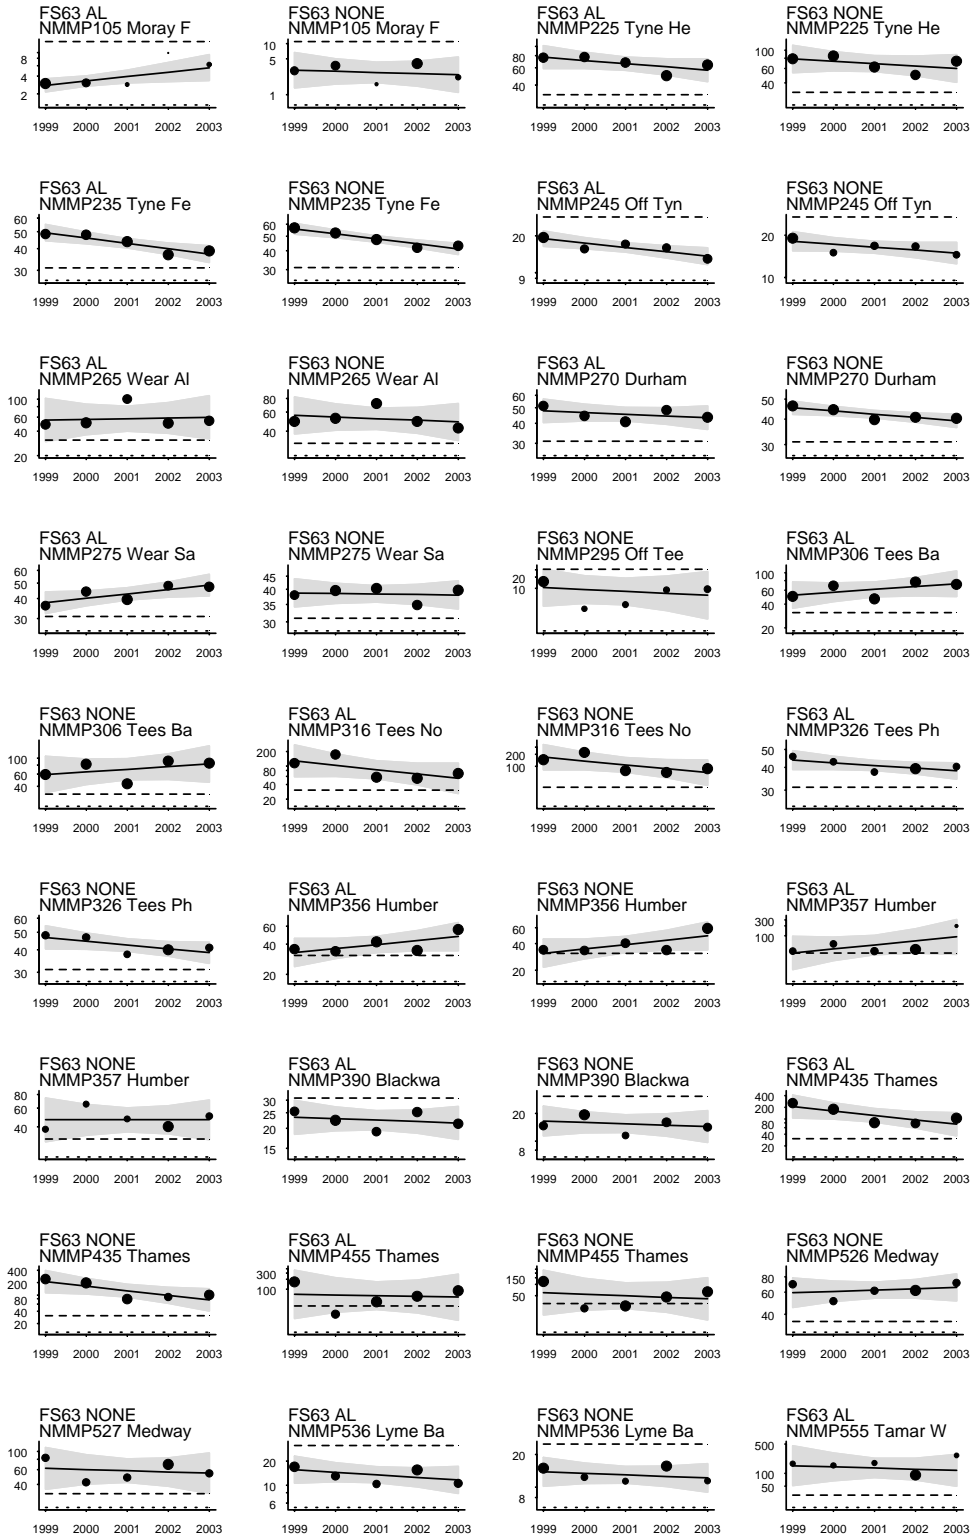 FS63 AL
NMMP105 Moray F
8
4
2
1999 2000 2001 2002 2003
FS63 NONE
NMMP105 Moray F
10
5
1
1999 2000 2001 2002 2003
FS63 AL
NMMP225 Tyne He
80
60
40
1999 2000 2001 2002 2003
FS63 NONE
NMMP225 Tyne He
100
60
40
1999 2000 2001 2002 2003
FS63 AL
NMMP235 Tyne Fe
60
50
40
30
1999 2000 2001 2002 2003
FS63 NONE
NMMP235 Tyne Fe
60
50
40
30
1999 2000 2001 2002 2003
FS63 AL
NMMP245 Off Tyn
20
9
1999 2000 2001 2002 2003
FS63 NONE
NMMP245 Off Tyn
20
10
1999 2000 2001 2002 2003
FS63 AL
NMMP265 Wear Al
100
60
40
20
1999 2000 2001 2002 2003
FS63 NONE
NMMP265 Wear Al
80
60
40
1999 2000 2001 2002 2003
FS63 AL
NMMP270 Durham
60
50
40
30
1999 2000 2001 2002 2003
FS63 NONE
NMMP270 Durham
50
40
30
1999 2000 2001 2002 2003
FS63 AL
NMMP275 Wear Sa
60
50
40
30
1999 2000 2001 2002 2003
FS63 NONE
NMMP275 Wear Sa
45
40
35
30
1999 2000 2001 2002 2003
FS63 NONE
NMMP295 Off Tee
20
10
1999 2000 2001 2002 2003
FS63 AL
NMMP306 Tees Ba
100
60
40
20
1999 2000 2001 2002 2003
FS63 NONE
NMMP306 Tees Ba
100
60
40
1999 2000 2001 2002 2003
FS63 AL
NMMP316 Tees No
200
80
40
20
1999 2000 2001 2002 2003
FS63 NONE
NMMP316 Tees No
200
100
1999 2000 2001 2002 2003
FS63 AL
NMMP326 Tees Ph
50
40
30
1999 2000 2001 2002 2003
FS63 NONE
NMMP326 Tees Ph
60
50
40
30
1999 2000 2001 2002 2003
FS63 AL
NMMP356 Humber
60
40
20
1999 2000 2001 2002 2003
FS63 NONE
NMMP356 Humber
60
40
20
1999 2000 2001 2002 2003
FS63 AL
NMMP357 Humber
300
100
1999 2000 2001 2002 2003
FS63 NONE
NMMP357 Humber
80
60
40
1999 2000 2001 2002 2003
FS63 AL
NMMP390 Blackwa
30
25
20
15
1999 2000 2001 2002 2003
FS63 NONE
NMMP390 Blackwa
20
8
1999 2000 2001 2002 2003
FS63 AL
NMMP435 Thames
400
200
80
40
20
1999 2000 2001 2002 2003
FS63 NONE
NMMP435 Thames
400
200
80
40
20
1999 2000 2001 2002 2003
FS63 AL
NMMP455 Thames
300
100
1999 2000 2001 2002 2003
FS63 NONE
NMMP455 Thames
150
50
1999 2000 2001 2002 2003
FS63 NONE
NMMP526 Medway
80
60
40
1999 2000 2001 2002 2003
FS63 NONE
NMMP527 Medway
100
60
40
1999 2000 2001 2002 2003
FS63 AL
NMMP536 Lyme Ba
20
10
6
1999 2000 2001 2002 2003
FS63 NONE
NMMP536 Lyme Ba
20
8
1999 2000 2001 2002 2003
FS63 AL
NMMP555 Tamar W
500
100
50
1999 2000 2001 2002 2003